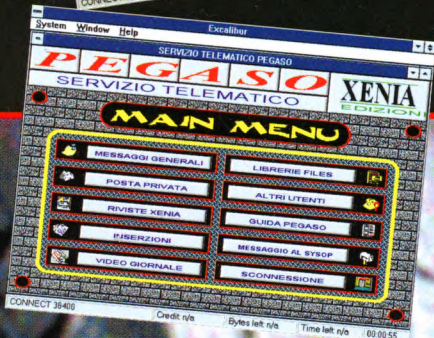 CONNECT
System Window Help
Excalibur
SERVIZIO TELEMATICO PEGASO
PEGASO
SERVIZIO TELEMATICO
XENIA
EDIZIONI
MAIN MENU
MESSAGGI GENERALI
LIBRERIE FILES
POSTA PRIVATA
ALTRI UTENTI
RIVISTE XENIA
GUIDA PEGASO
INSERZIONI
MESSAGGIO AL SYSOP
VIDEO GIORNALE
SCONNESSIONE
CONNECT 38400
Credit n/a
Bytes left n/a
Time left n/a
00:00:55